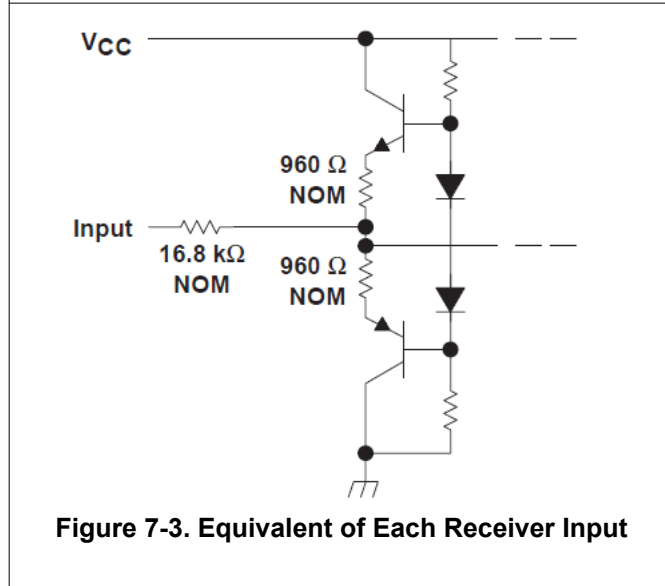 VCC
960 Ω
NOM
Input
16.8 kΩ
NOM
960 Ω
NOM
Figure 7-3. Equivalent of Each Receiver Input